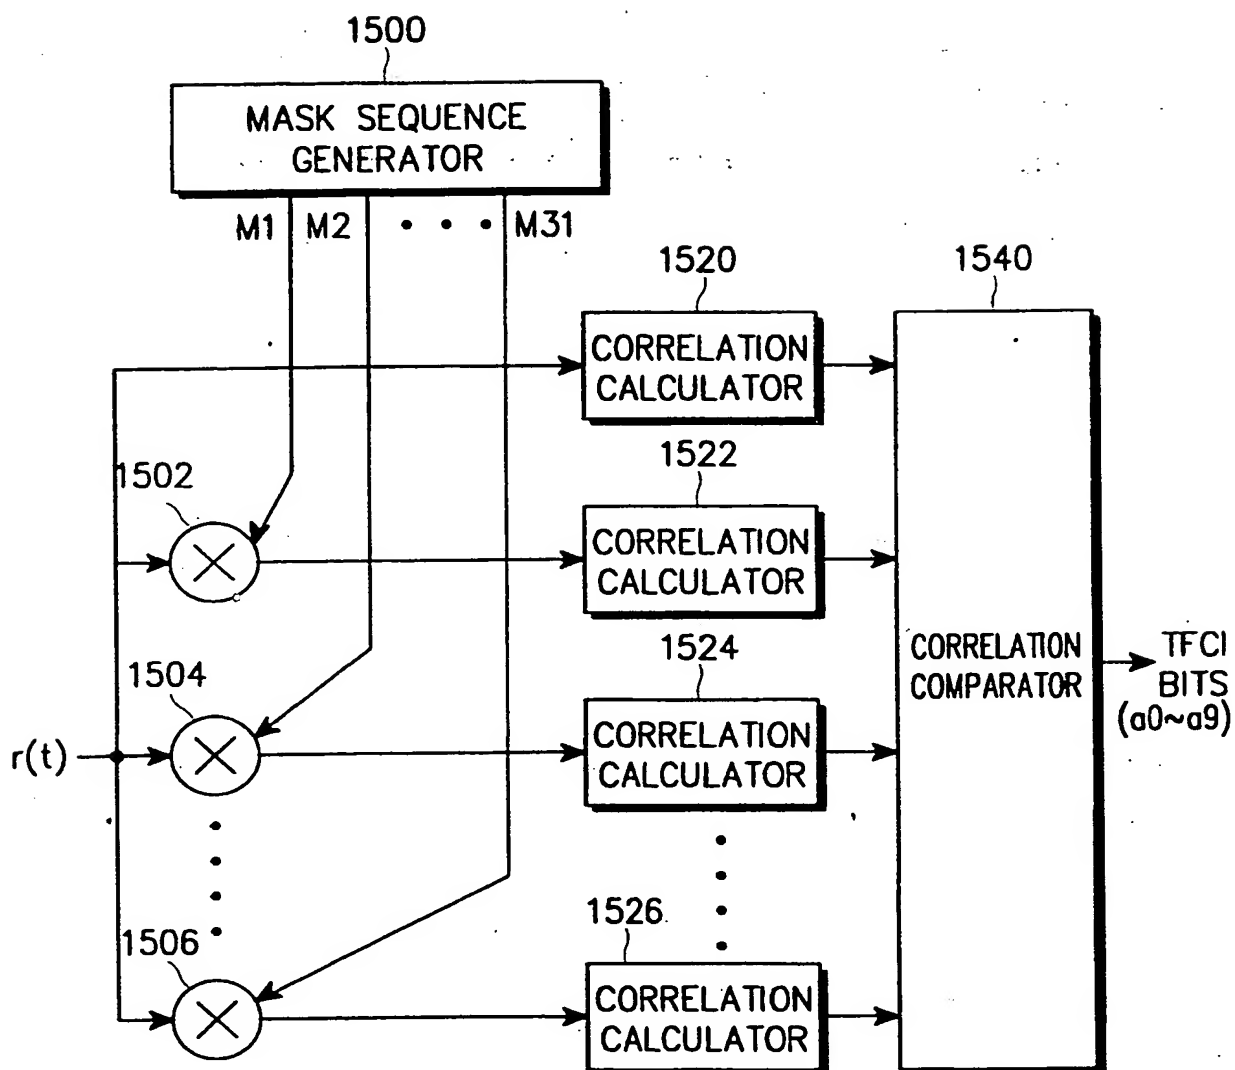 1500
MASK SEQUENCE
GENERATOR
M1 M2 • • • M31
1520
1540
CORRELATION
CALCULATOR
1522
1502
CORRELATION
CALCULATOR
1524
1504
CORRELATION
CALCULATOR
CORRELATION
COMPARATOR
TFCI
BITS
(a0~a9)
r(t)
1526
1506
CORRELATION
CALCULATOR